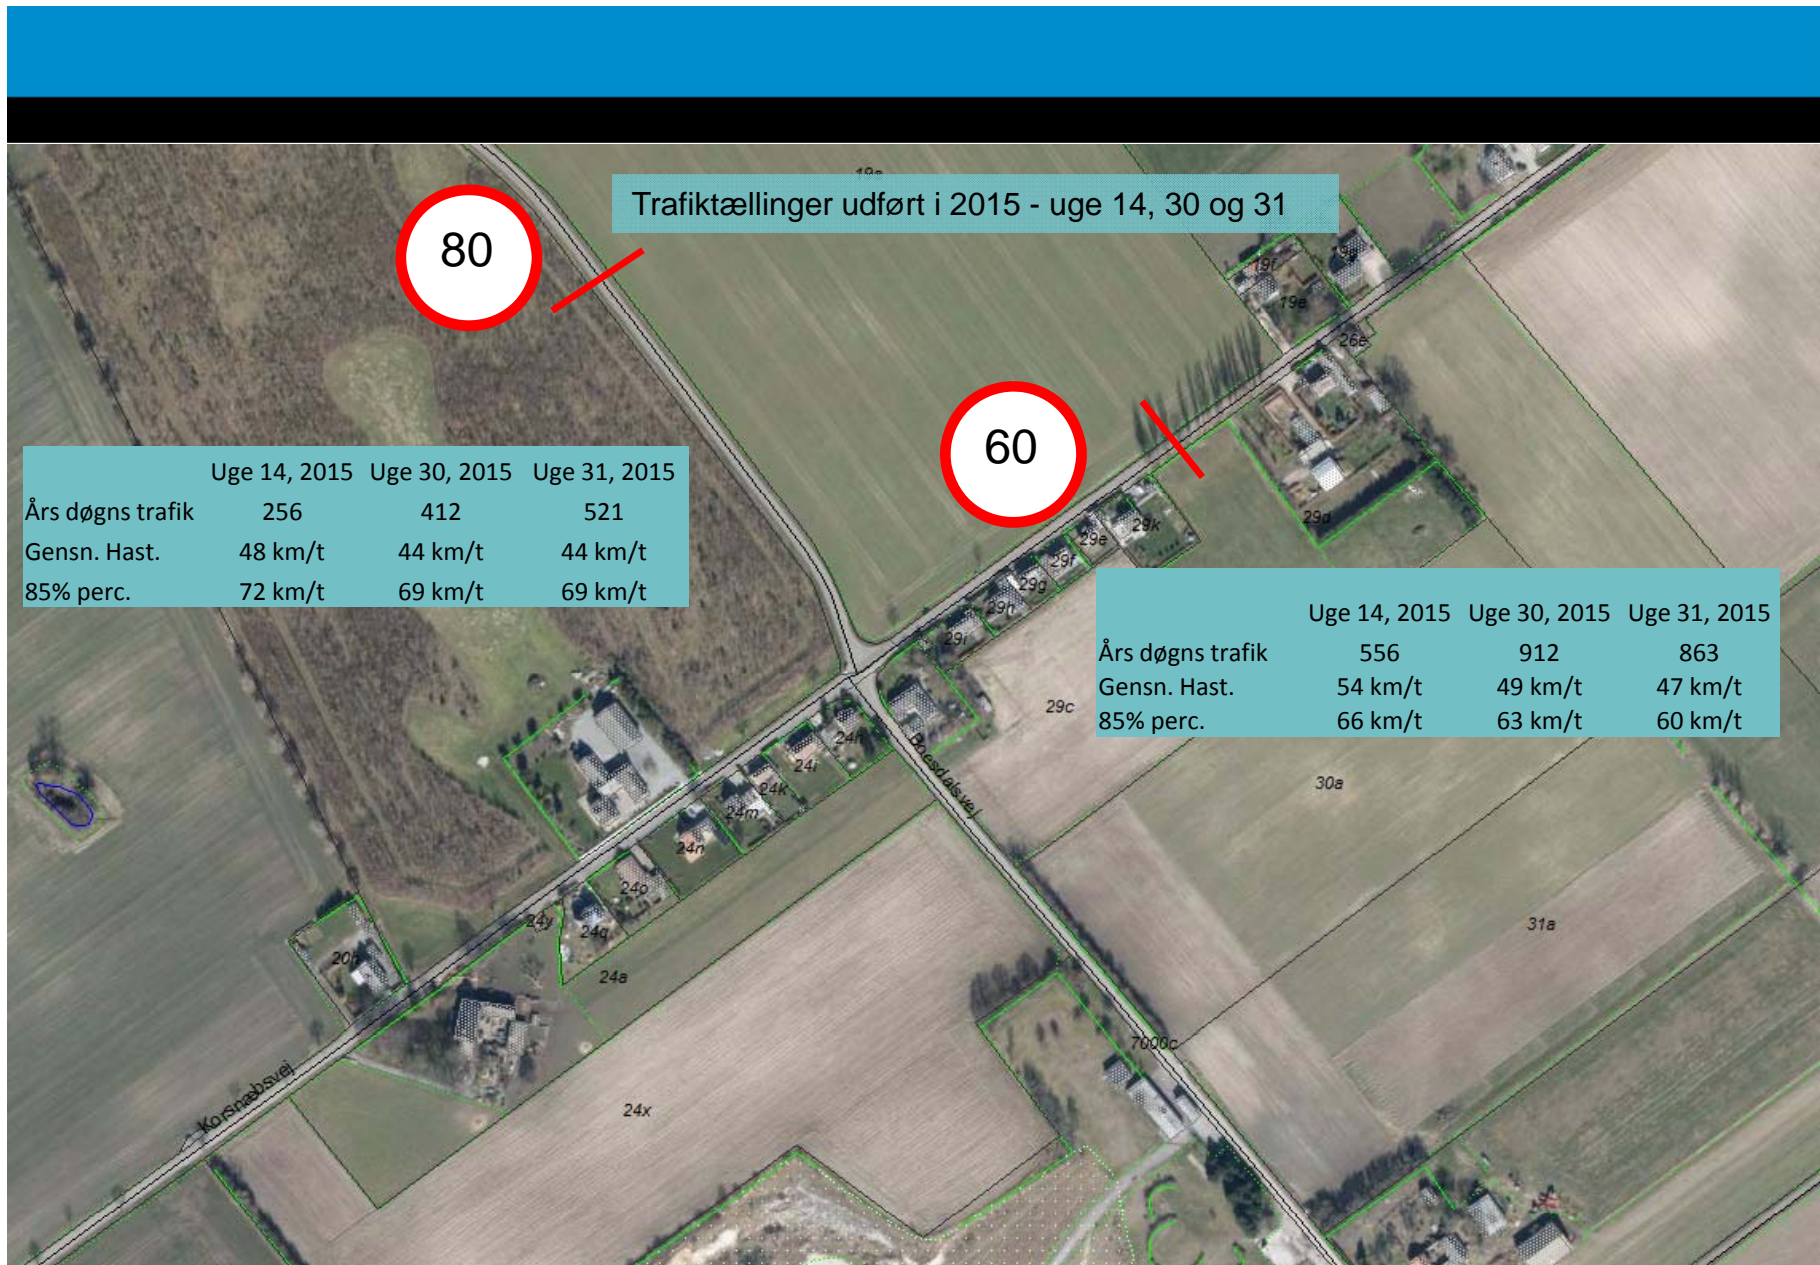 19a
Trafiktællinger udført i 2015 - uge 14, 30 og 31
80
19f
19g
19e
26e
60
Uge 14, 2015 Uge 30, 2015 Uge 31, 2015
Års døgns trafik 256 412 521
Gensn. Hast. 48 km/t 44 km/t 44 km/t
85% perc. 72 km/t 69 km/t 69 km/t
29k
29d
29e
29f
29g
29h
29i
Uge 14, 2015 Uge 30, 2015 Uge 31, 2015
Års døgns trafik 556 912 863
Gensn. Hast. 54 km/t 49 km/t 47 km/t
85% perc. 66 km/t 63 km/t 60 km/t
29c
24h
24i
Boesdalsvej
30a
24k
24m
24n
24o
24y
24q
31a
20h
24a
7000c
Korsnæbsvej
24x